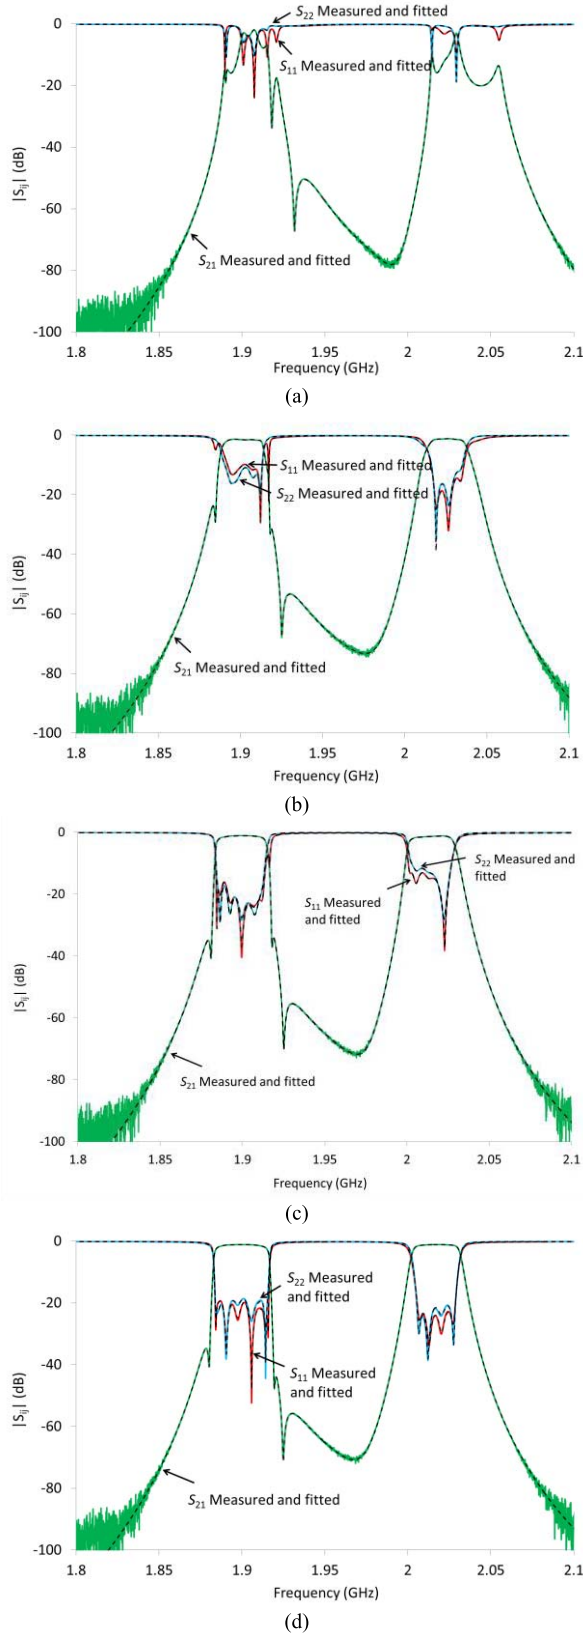 S22 Measured and fitted
0
S11 Measured and fitted
-20
-40
|Sij| (dB)
-60
S21 Measured and fitted
-80
-100
1.8 1.85 1.9 1.95 2 2.05 2.1
Frequency (GHz)
(a)
0
S11 Measured and fitted
-20
S22 Measured and fitted
-40
|Sij| (dB)
-60
S21 Measured and fitted
-80
-100
1.8 1.85 1.9 1.95 2 2.05 2.1
Frequency (GHz)
(b)
0
S22 Measured and
fitted
-20
S11 Measured
and fitted
-40
|Sij| (dB)
-60
S21 Measured and fitted
-80
-100
1.8 1.85 1.9 1.95 2 2.05 2.1
Frequency (GHz)
(c)
0
S22 Measured
and fitted
-20
-40
S11 Measured
and fitted
|Sij| (dB)
-60
S21 Measured and fitted
-80
-100
1.8 1.85 1.9 1.95 2 2.05 2.1
Frequency (GHz)
(d)